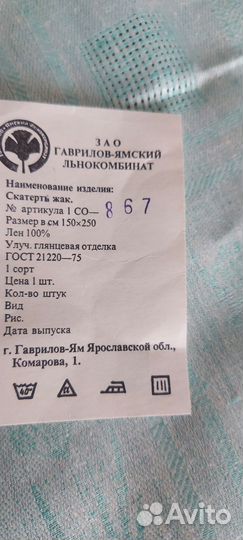 ЗАО
ГАВРИЛОВ-ЯМСКИЙ
ЛЬНОКОМБИНАТ
Наименование изделия:
Скатерть жак.
№ артикула 1 СО— 867
Размер в см 150×250
Лен 100%
Улуч. глянцевая отделка
ГОСТ 21220—75
1 сорт
Цена 1 шт.
Кол-во штук
Вид
Рис.
Дата выпуска
г. Гаврилов-Ям Ярославской обл.,
Комарова, 1.
40°
Avito